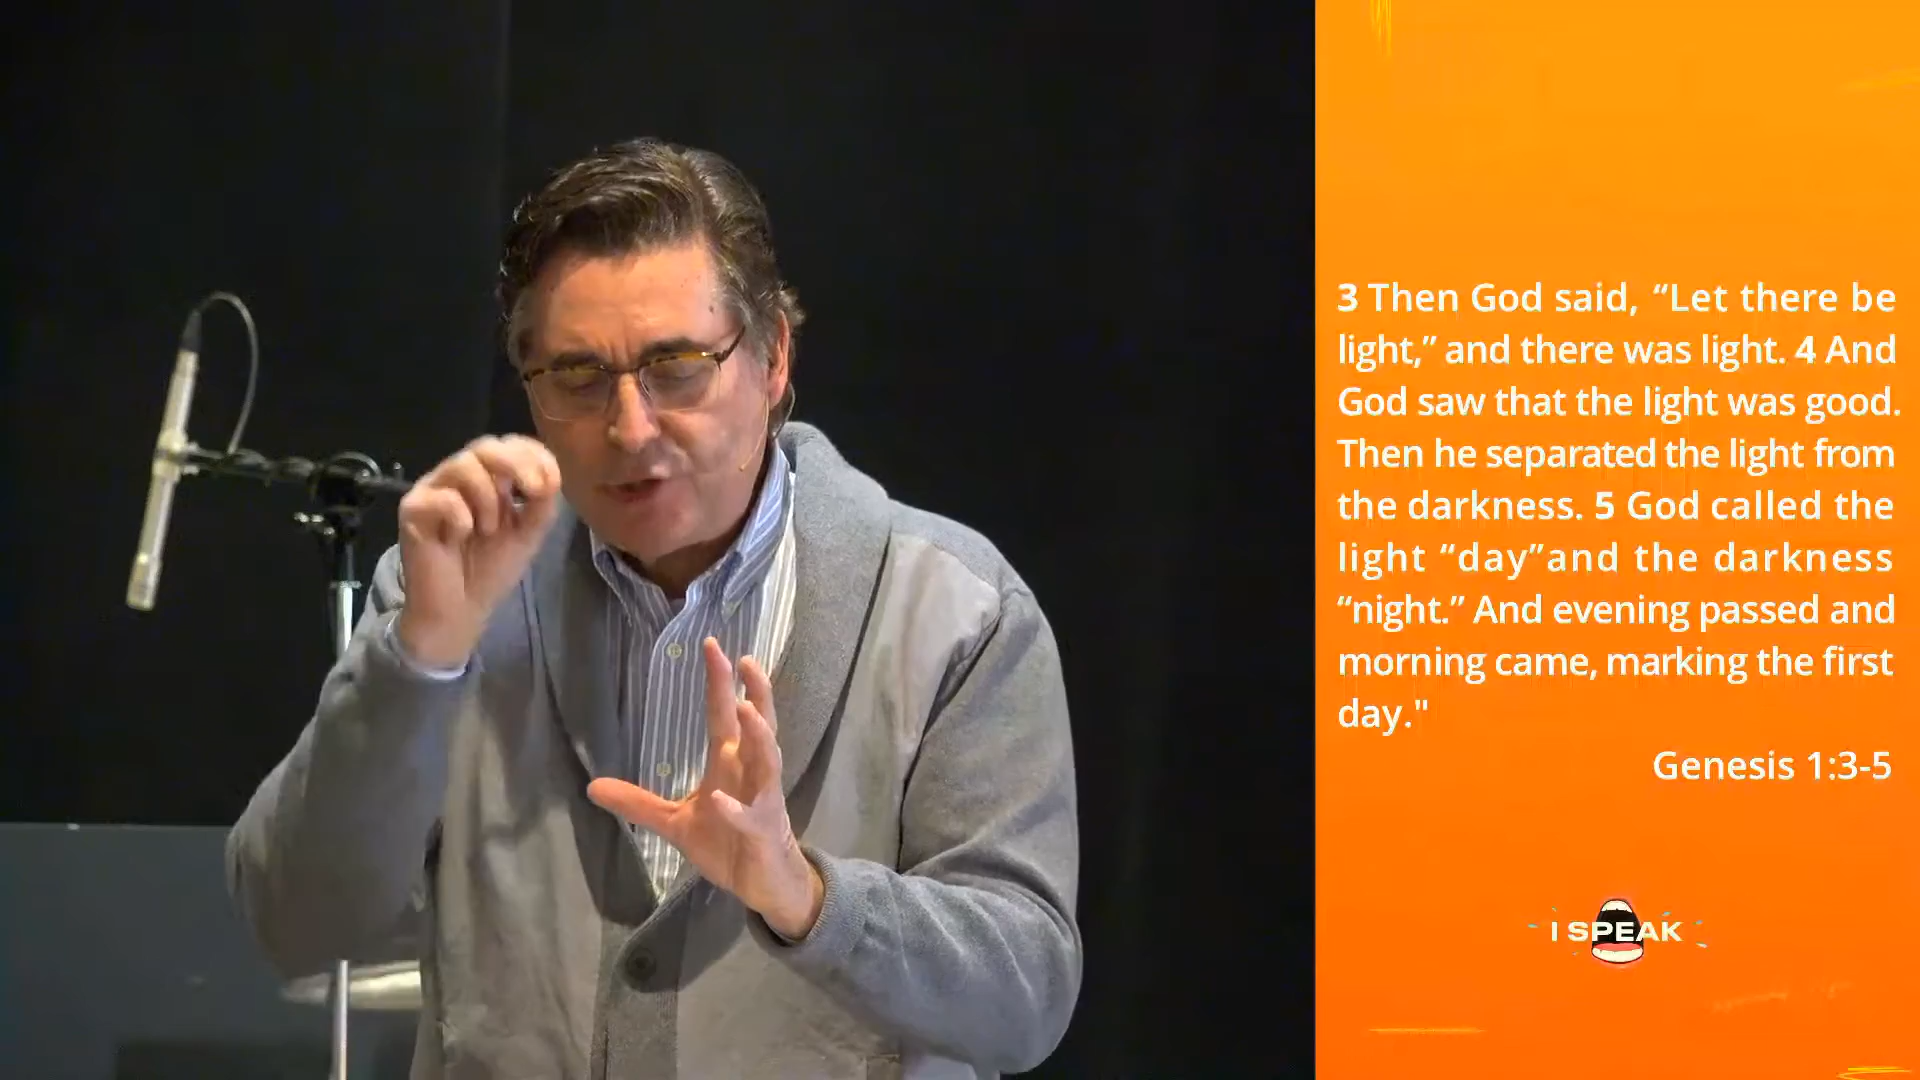 3 Then God said, “Let there be
light,” and there was light. 4 And
God saw that the light was good.
Then he separated the light from
the darkness. 5 God called the
light “day”and the darkness
“night.” And evening passed and
morning came, marking the first
day."
Genesis 1:3-5
I SPEAK